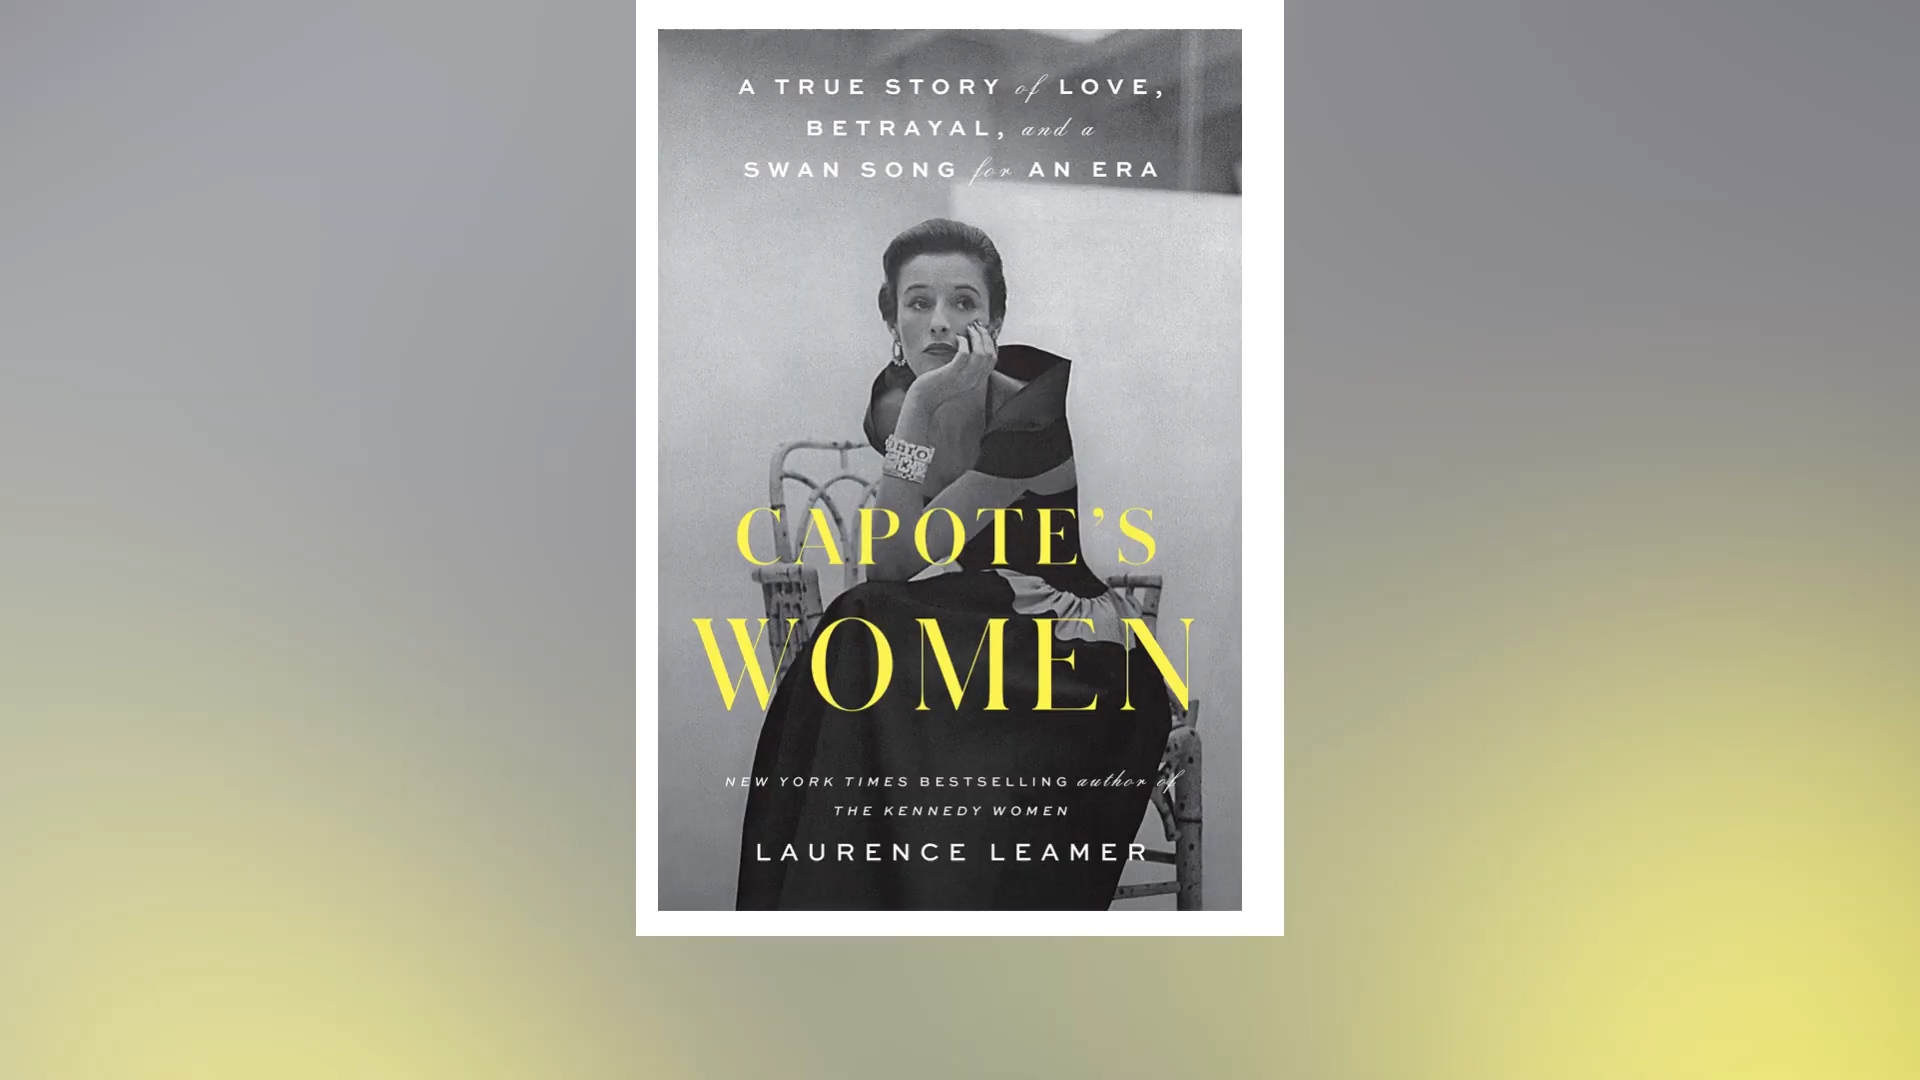 A TRUE STORY of LOVE,
BETRAYAL, and a
SWAN SONG for AN ERA
CAPOTE'S
WOMEN
NEW YORK TIMES BESTSELLING author of
THE KENNEDY WOMEN
LAURENCE LEAMER